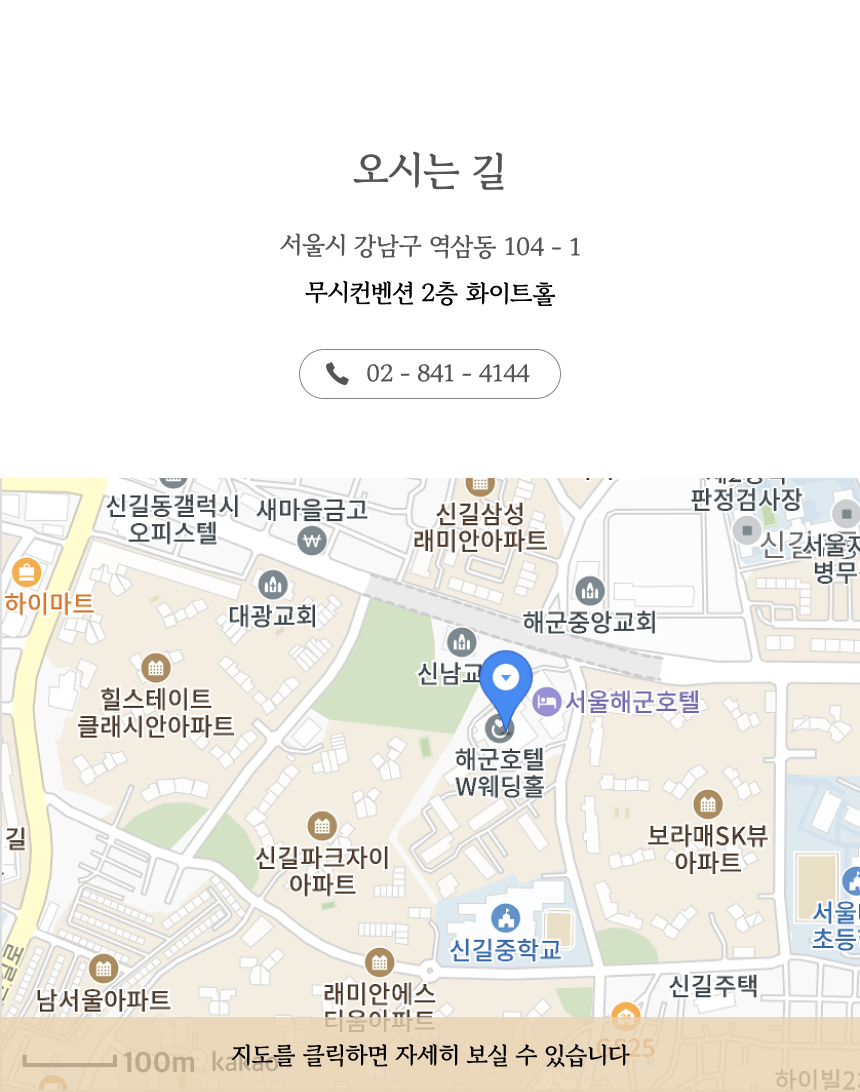 오시는 길
서울시 강남구 역삼동 104 - 1
무시컨벤션 2층 화이트홀
02 - 841 - 4144
판정검사장
신길동갤럭시
오피스텔
새마을금고
신길삼성
래미안아파트
서울지
병무
하이마트
대광교회
해군중앙교회
신남교
서울해군호텔
힐스테이트
클래시안아파트
해군호텔
W웨딩홀
길
신길파크자이
아파트
보라매SK뷰
아파트
서울
초등
신길중학교
남서울아파트
래미안에스
티움아파트
신길주택
GS25
지도를 클릭하면 자세히 보실 수 있습니다
100m
kakao
하이빌2